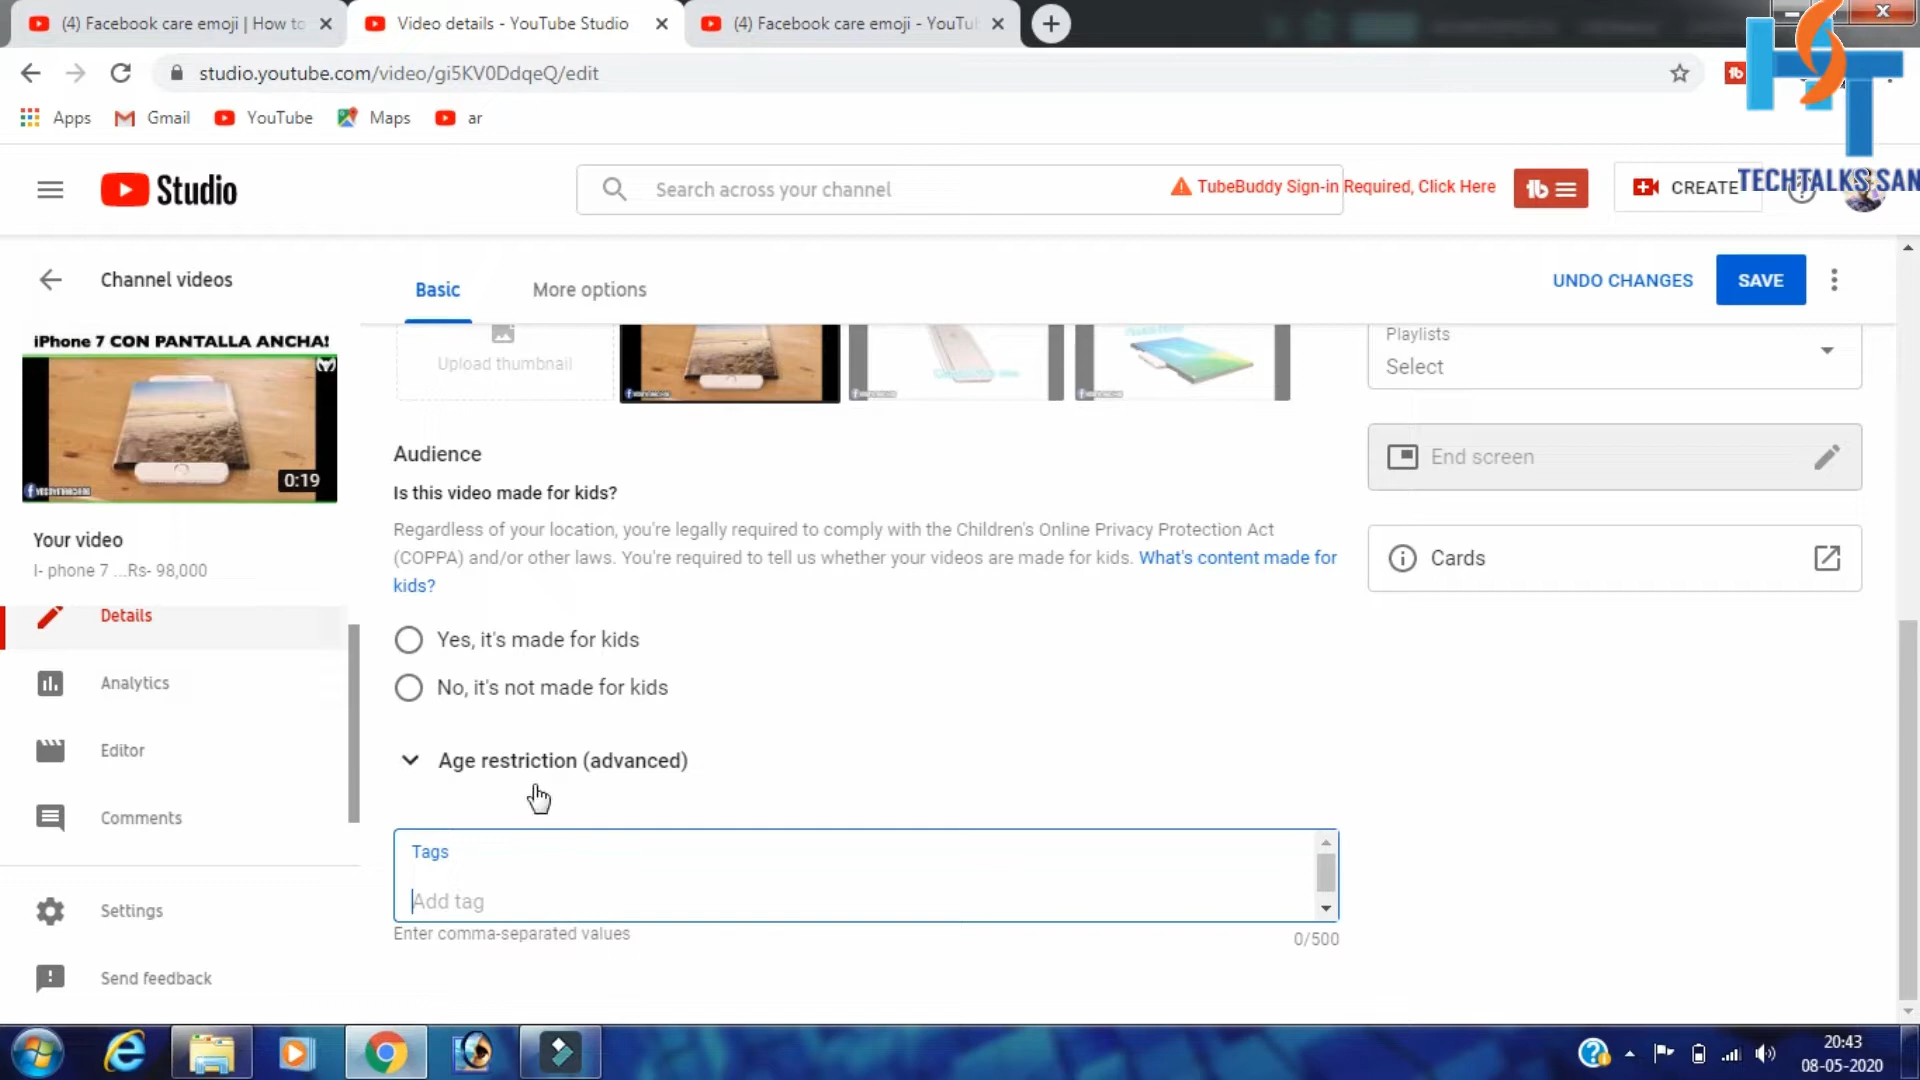 (4) Facebook care emoji | How to
Video details - YouTube Studio
(4) Facebook care emoji - YouTu
studio.youtube.com/video/gi5KV0DdqeQ/edit
Apps
Gmail
YouTube
Maps
ar
HT
TECHTALKS SAN
Studio
Search across your channel
TubeBuddy Sign-in Required, Click Here
CREATE
Channel videos
Basic
More options
UNDO CHANGES
SAVE
iPhone 7 CON PANTALLA ANCHA!
0:19
Your video
I- phone 7 ...Rs- 98,000
Details
Analytics
Editor
Comments
Settings
Send feedback
Upload thumbnail
Audience
Is this video made for kids?
Regardless of your location, you're legally required to comply with the Children's Online Privacy Protection Act
(COPPA) and/or other laws. You're required to tell us whether your videos are made for kids. What's content made for
kids?
Yes, it's made for kids
No, it's not made for kids
Age restriction (advanced)
Tags
Add tag
Enter comma-separated values
0/500
Playlists
Select
End screen
Cards
20:43
08-05-2020